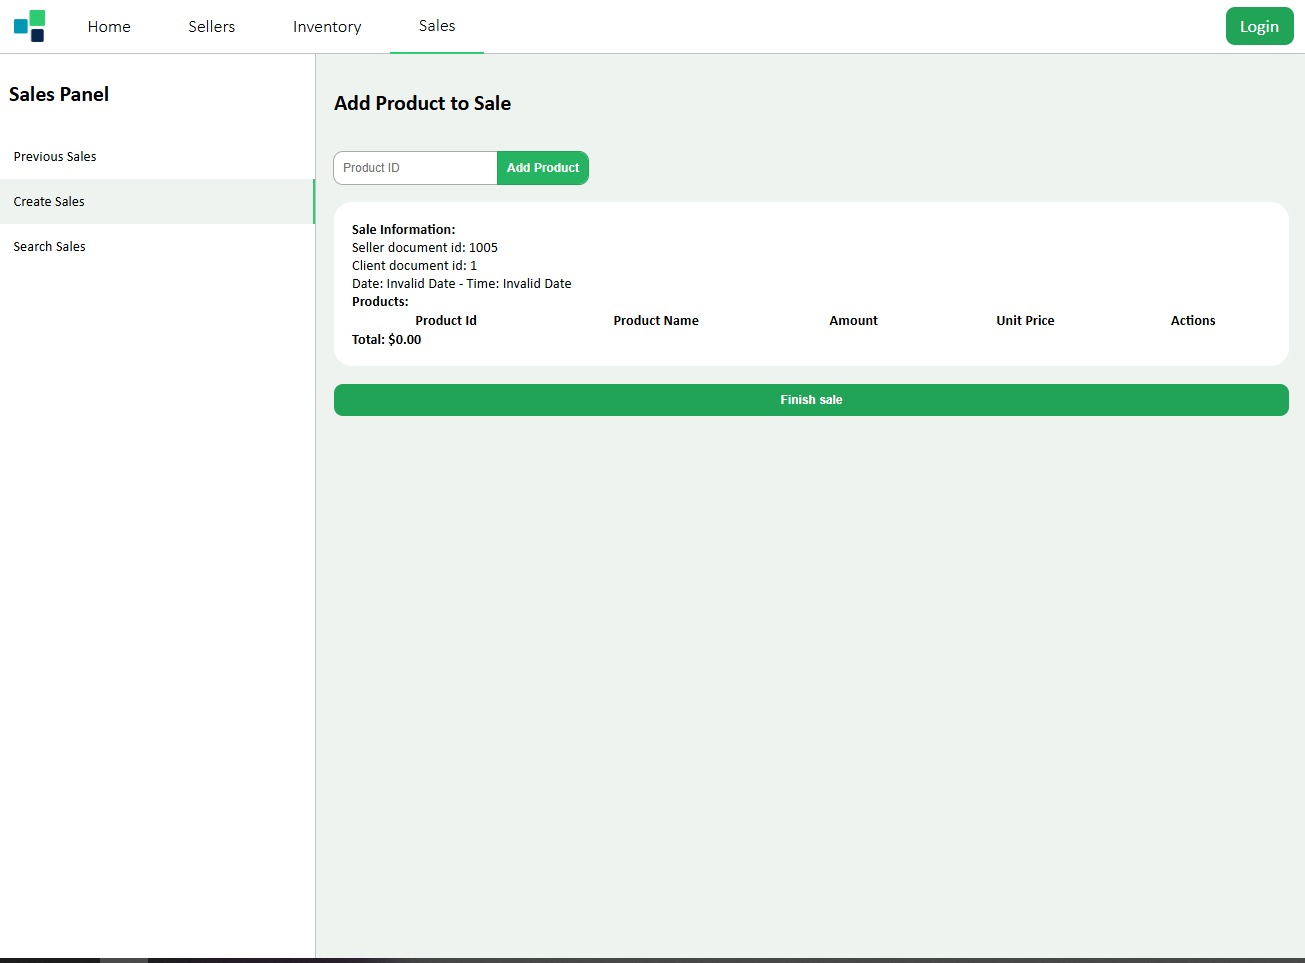 Home Sellers Inventory Sales Login
Sales Panel
Previous Sales
Create Sales
Search Sales
Add Product to Sale
Product ID Add Product
Sale Information:
Seller document id: 1005
Client document id: 1
Date: Invalid Date - Time: Invalid Date
Products:
Product Id Product Name Amount Unit Price Actions
Total: $0.00
Finish sale